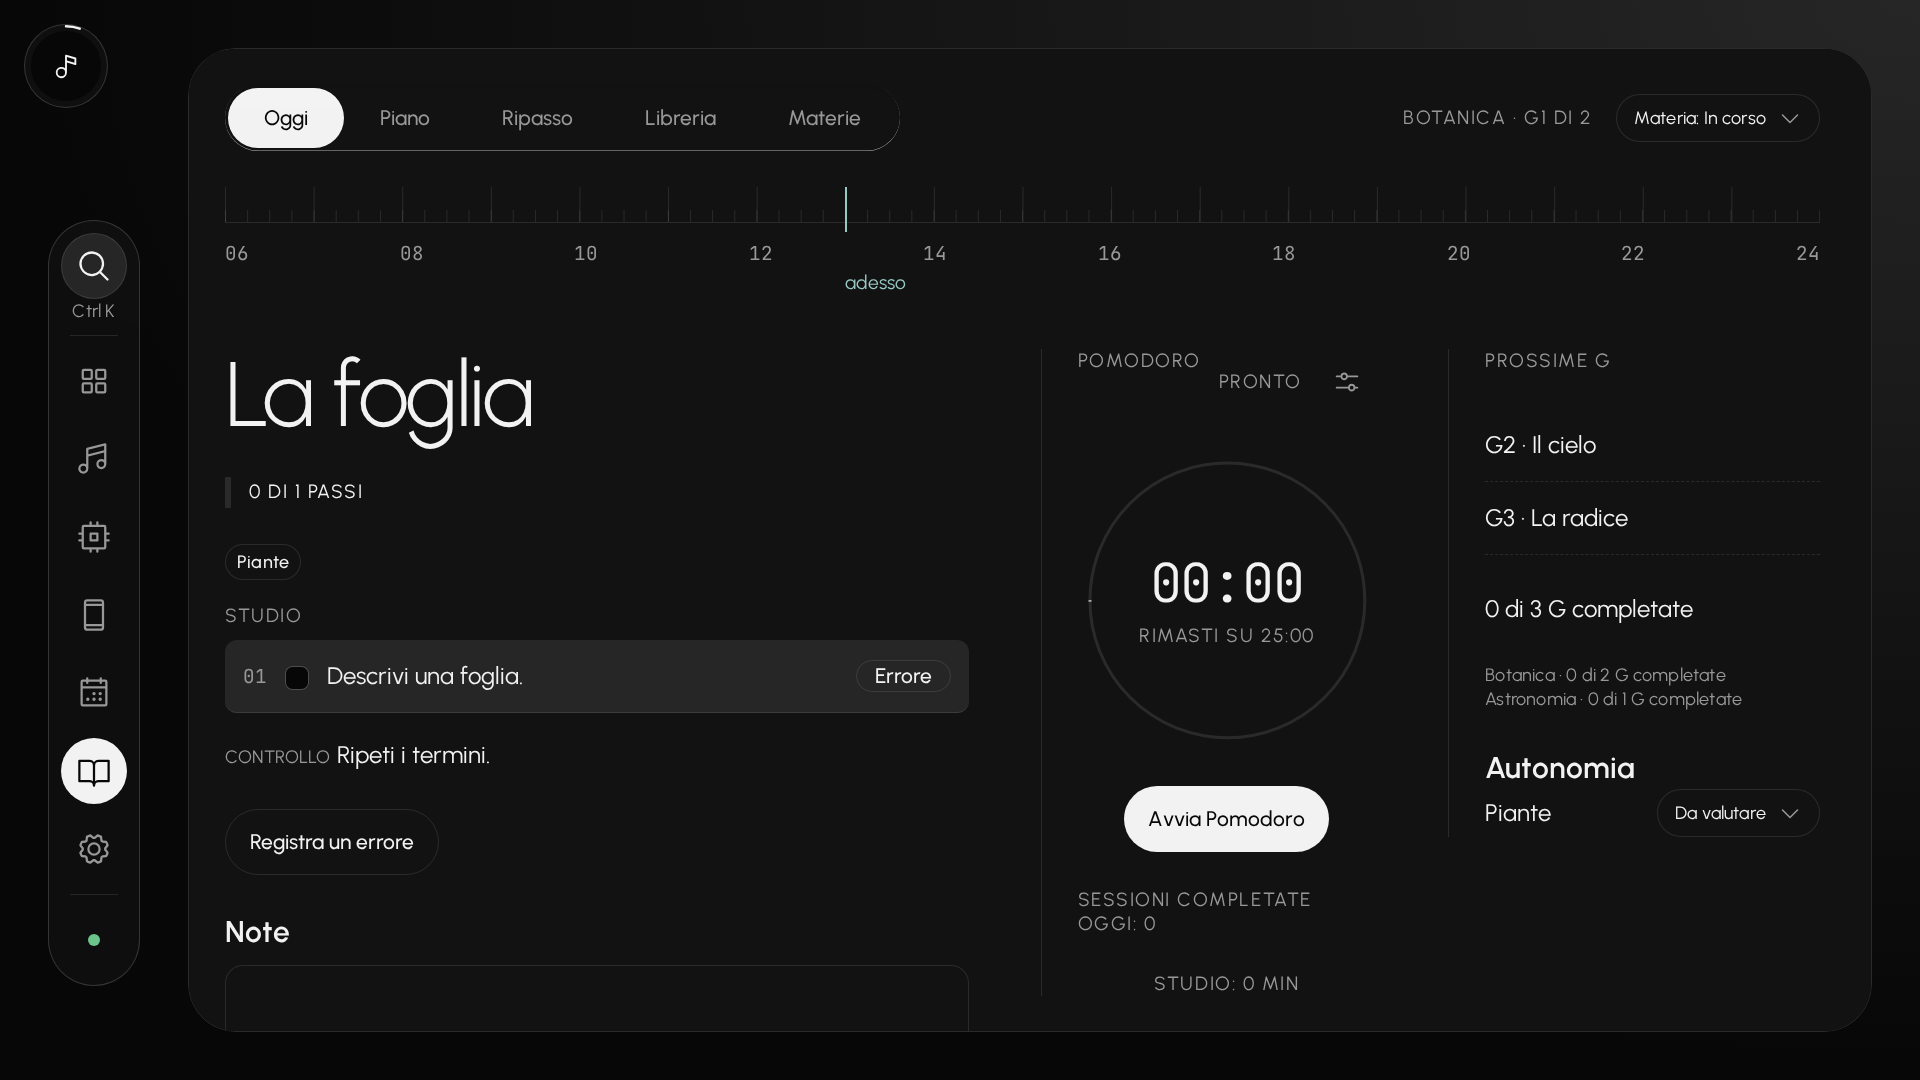 Oggi
Piano
Ripasso
Libreria
Materie
BOTANICA · G1 DI 2
Materia: In corso
06 08 10 12 14 16 18 20 22 24
adesso
Ctrl K
La foglia
0 DI 1 PASSI
Piante
STUDIO
01 Descrivi una foglia. Errore
CONTROLLO Ripeti i termini.
Registra un errore
Note
POMODORO
PRONTO
00:00
RIMASTI SU 25:00
Avvia Pomodoro
SESSIONI COMPLETATE
OGGI: 0
STUDIO: 0 MIN
PROSSIME G
G2 · Il cielo
G3 · La radice
0 di 3 G completate
Botanica · 0 di 2 G completate
Astronomia · 0 di 1 G completate
Autonomia
Piante Da valutare